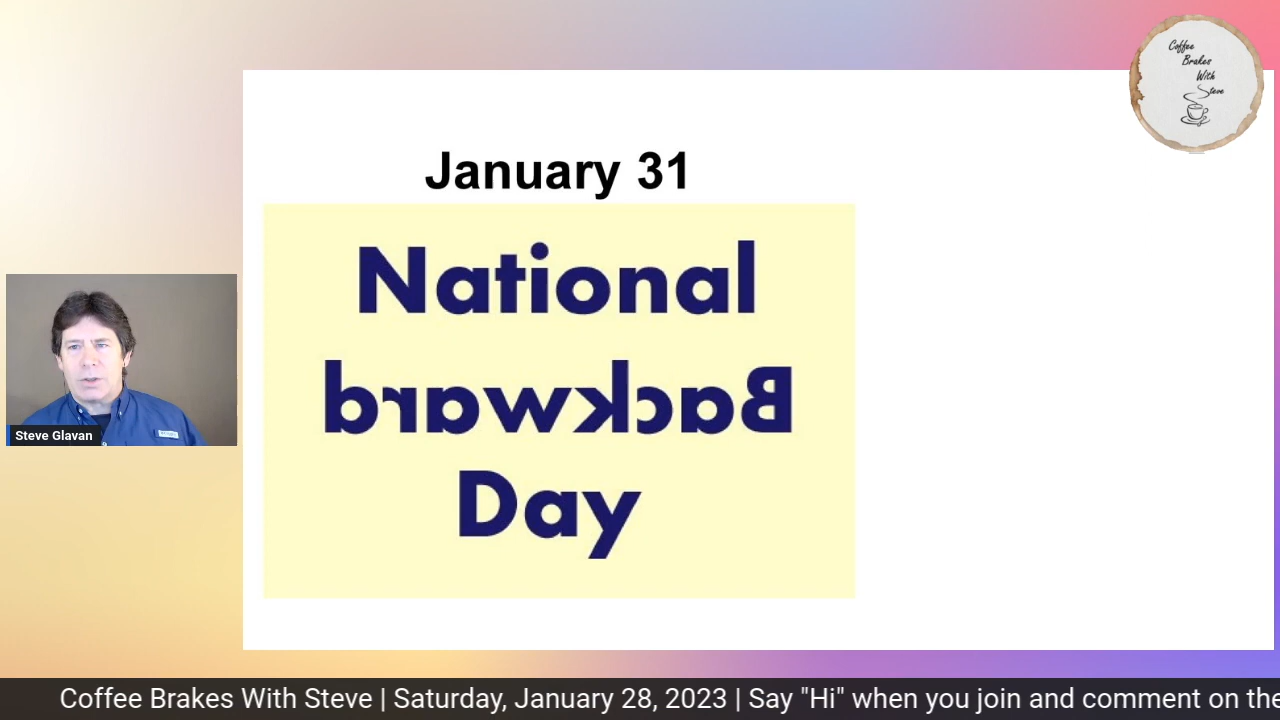 Coffee
Brakes
With
Steve
January 31
National
Backward
Day
Steve Glavan
Coffee Brakes With Steve | Saturday, January 28, 2023 | Say "Hi" when you join and comment on the